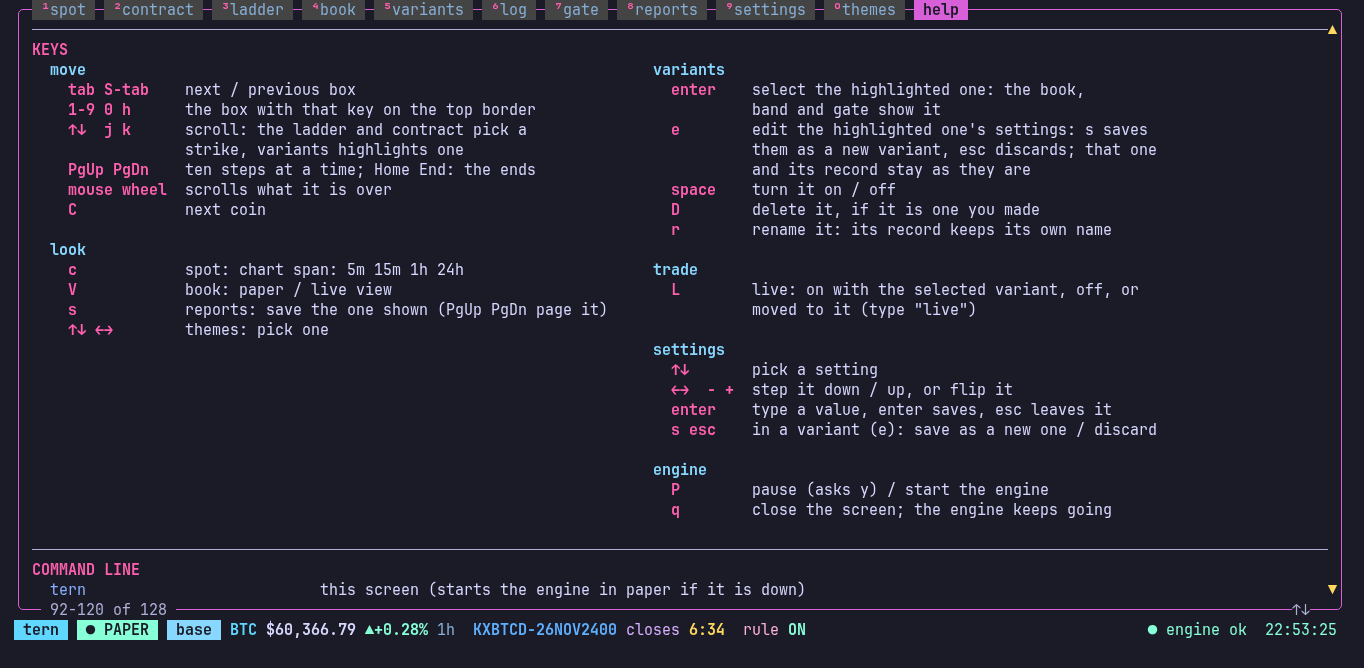 ¹spot ²contract ³ladder ⁴book ⁵variants ⁶log ⁷gate ⁸reports ⁹settings ⁰themes help
KEYS
move
tab S-tab next / previous box
1-9 0 h the box with that key on the top border
↑↓ j k scroll: the ladder and contract pick a
strike, variants highlights one
PgUp PgDn ten steps at a time; Home End: the ends
mouse wheel scrolls what it is over
C next coin
look
c spot: chart span: 5m 15m 1h 24h
V book: paper / live view
s reports: save the one shown (PgUp PgDn page it)
↑↓ ↔ themes: pick one
variants
enter select the highlighted one: the book,
band and gate show it
e edit the highlighted one's settings: s saves
them as a new variant, esc discards; that one
and its record stay as they are
space turn it on / off
D delete it, if it is one you made
r rename it: its record keeps its own name
trade
L live: on with the selected variant, off, or
moved to it (type "live")
settings
↑↓ pick a setting
↔ - + step it down / up, or flip it
enter type a value, enter saves, esc leaves it
s esc in a variant (e): save as a new one / discard
engine
P pause (asks y) / start the engine
q close the screen; the engine keeps going
COMMAND LINE
tern this screen (starts the engine in paper if it is down)
92-120 of 128 ↑↓
tern ● PAPER base BTC $60,366.79 ▲+0.28% 1h KXBTCD-26NOV2400 closes 6:34 rule ON ● engine ok 22:53:25